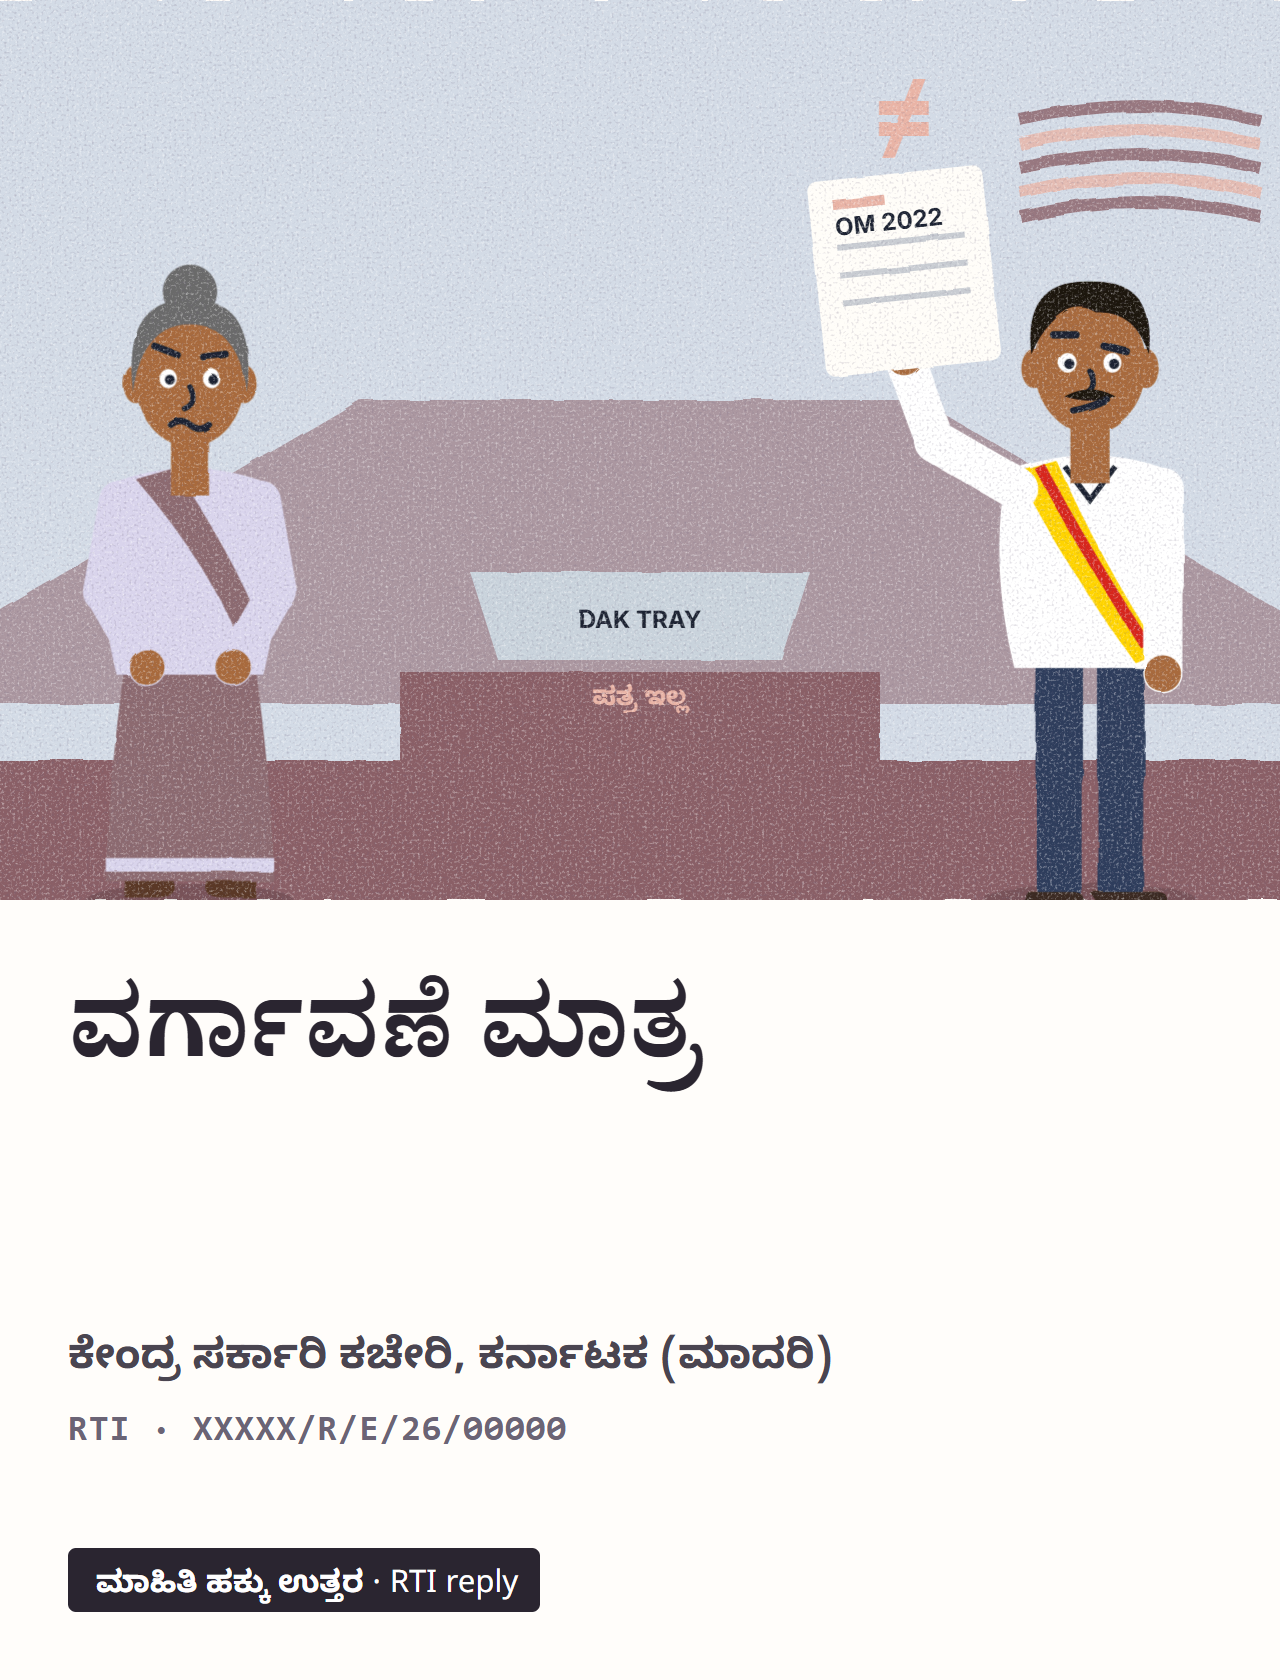 ≠
OM 2022
DAK TRAY
ಪತ್ರ ಇಲ್ಲ
ವರ್ಗಾವಣೆ ಮಾತ್ರ
ಕೇಂದ್ರ ಸರ್ಕಾರಿ ಕಚೇರಿ, ಕರ್ನಾಟಕ (ಮಾದರಿ)
RTI · XXXXX/R/E/26/00000
ಮಾಹಿತಿ ಹಕ್ಕು ಉತ್ತರ · RTI reply